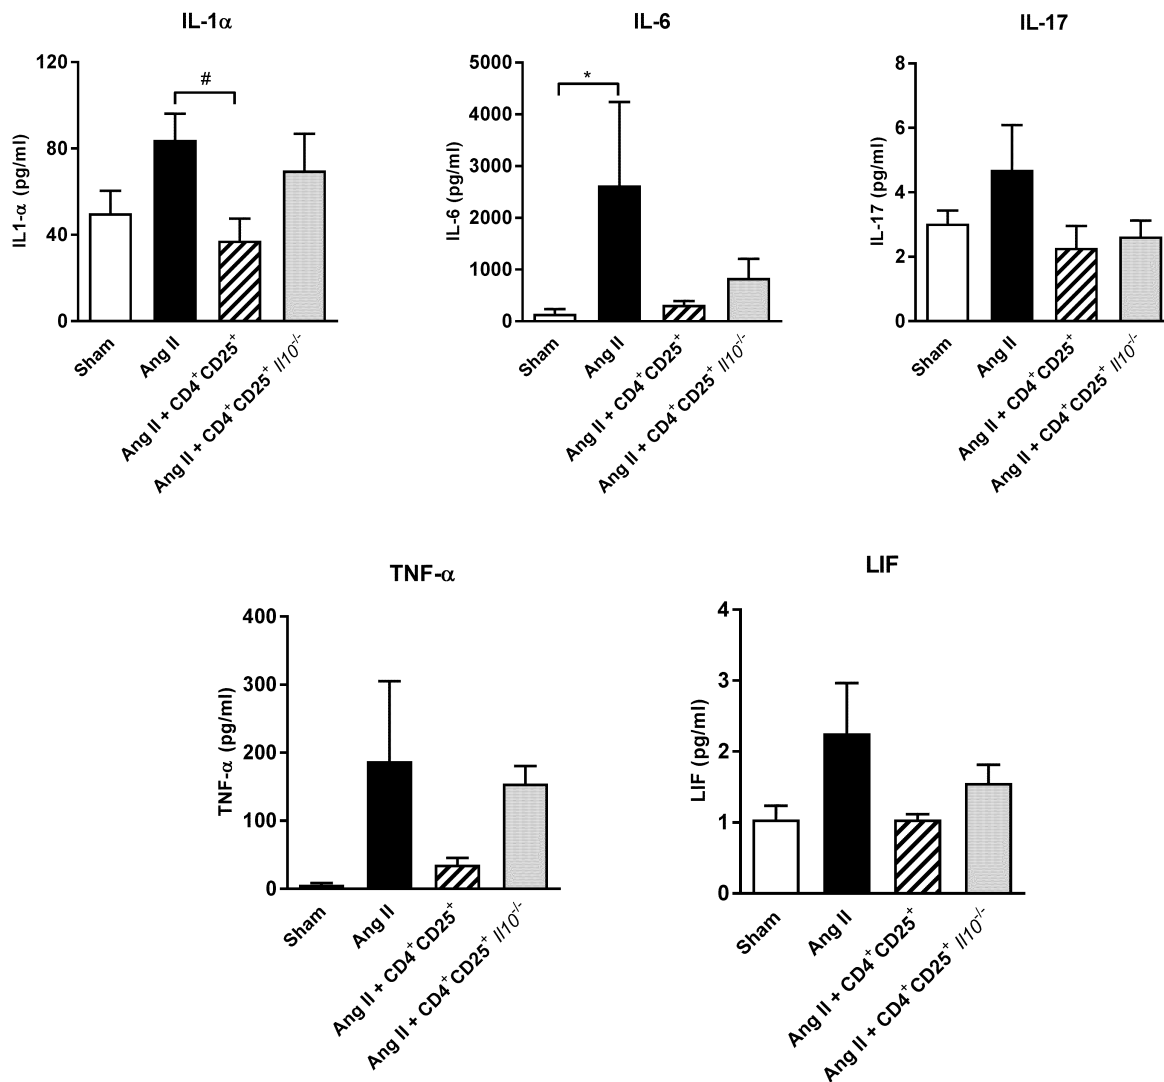 IL-1α
120
80
40
0
IL1-α (pg/ml)
#
Sham
Ang II
Ang II + CD4⁺CD25⁺
Ang II + CD4⁺CD25⁺ Il10⁻/⁻
IL-6
5000
4000
3000
2000
1000
0
IL-6 (pg/ml)
*
Sham
Ang II
Ang II + CD4⁺CD25⁺
Ang II + CD4⁺CD25⁺ Il10⁻/⁻
IL-17
8
6
4
2
0
IL-17 (pg/ml)
Sham
Ang II
Ang II + CD4⁺CD25⁺
Ang II + CD4⁺CD25⁺ Il10⁻/⁻
TNF-α
400
300
200
100
0
TNF-α (pg/ml)
Sham
Ang II
Ang II + CD4⁺CD25⁺
Ang II + CD4⁺CD25⁺ Il10⁻/⁻
LIF
4
3
2
1
0
LIF (pg/ml)
Sham
Ang II
Ang II + CD4⁺CD25⁺
Ang II + CD4⁺CD25⁺ Il10⁻/⁻